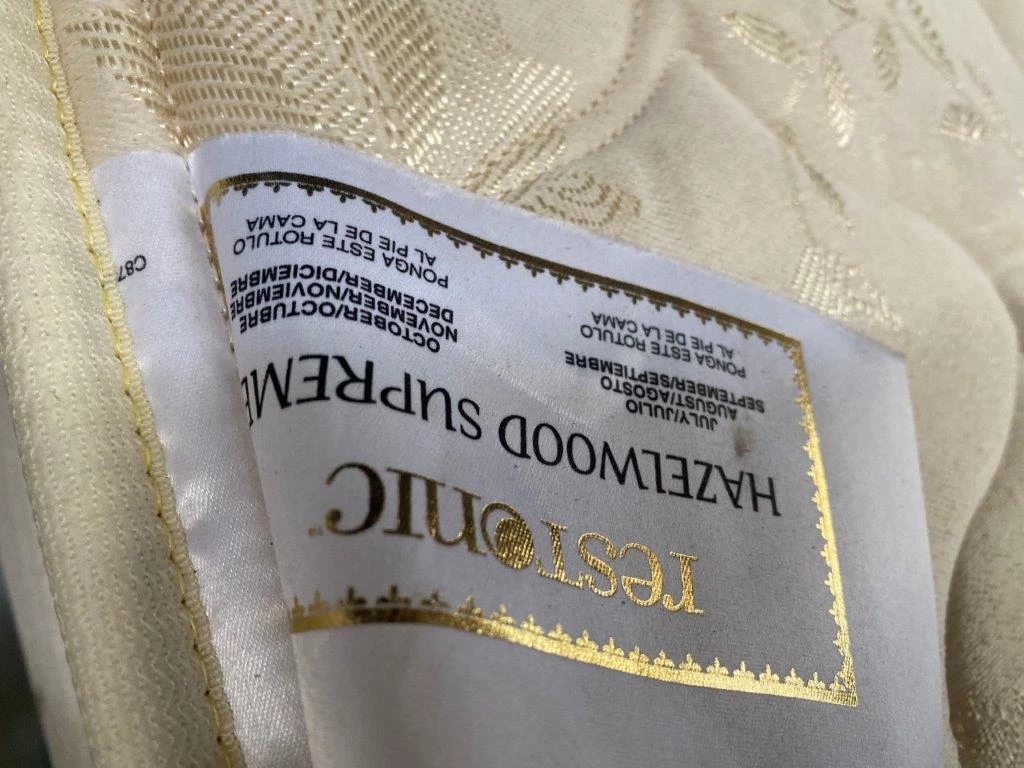 resTonic™
HAZELWOOD SUPREME
JULY/JULIO
AUGUST/AGOSTO
SEPTEMBER/SEPTIEMBRE
PONGA ESTE ROTULO
AL PIE DE LA CAMA
OCTOBER/OCTUBRE
NOVEMBER/NOVIEMBRE
DECEMBER/DICIEMBRE
PONGA ESTE ROTULO
AL PIE DE LA CAMA